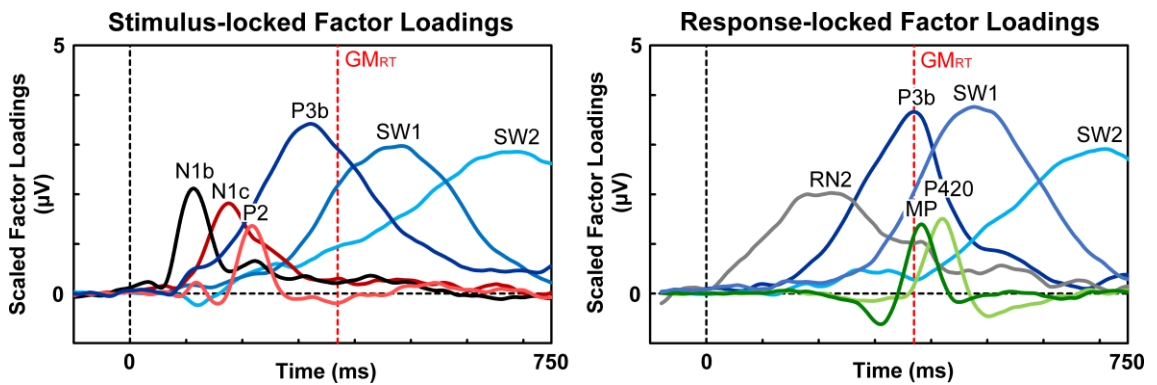 Stimulus-locked Factor Loadings
5
GMRT
P3b
SW1
SW2
N1b
N1c
P2
0
Scaled Factor Loadings
(μV)
0
Time (ms)
750
Response-locked Factor Loadings
5
GMRT
P3b
SW1
SW2
RN2
P420
MP
0
Scaled Factor Loadings
(μV)
0
Time (ms)
750